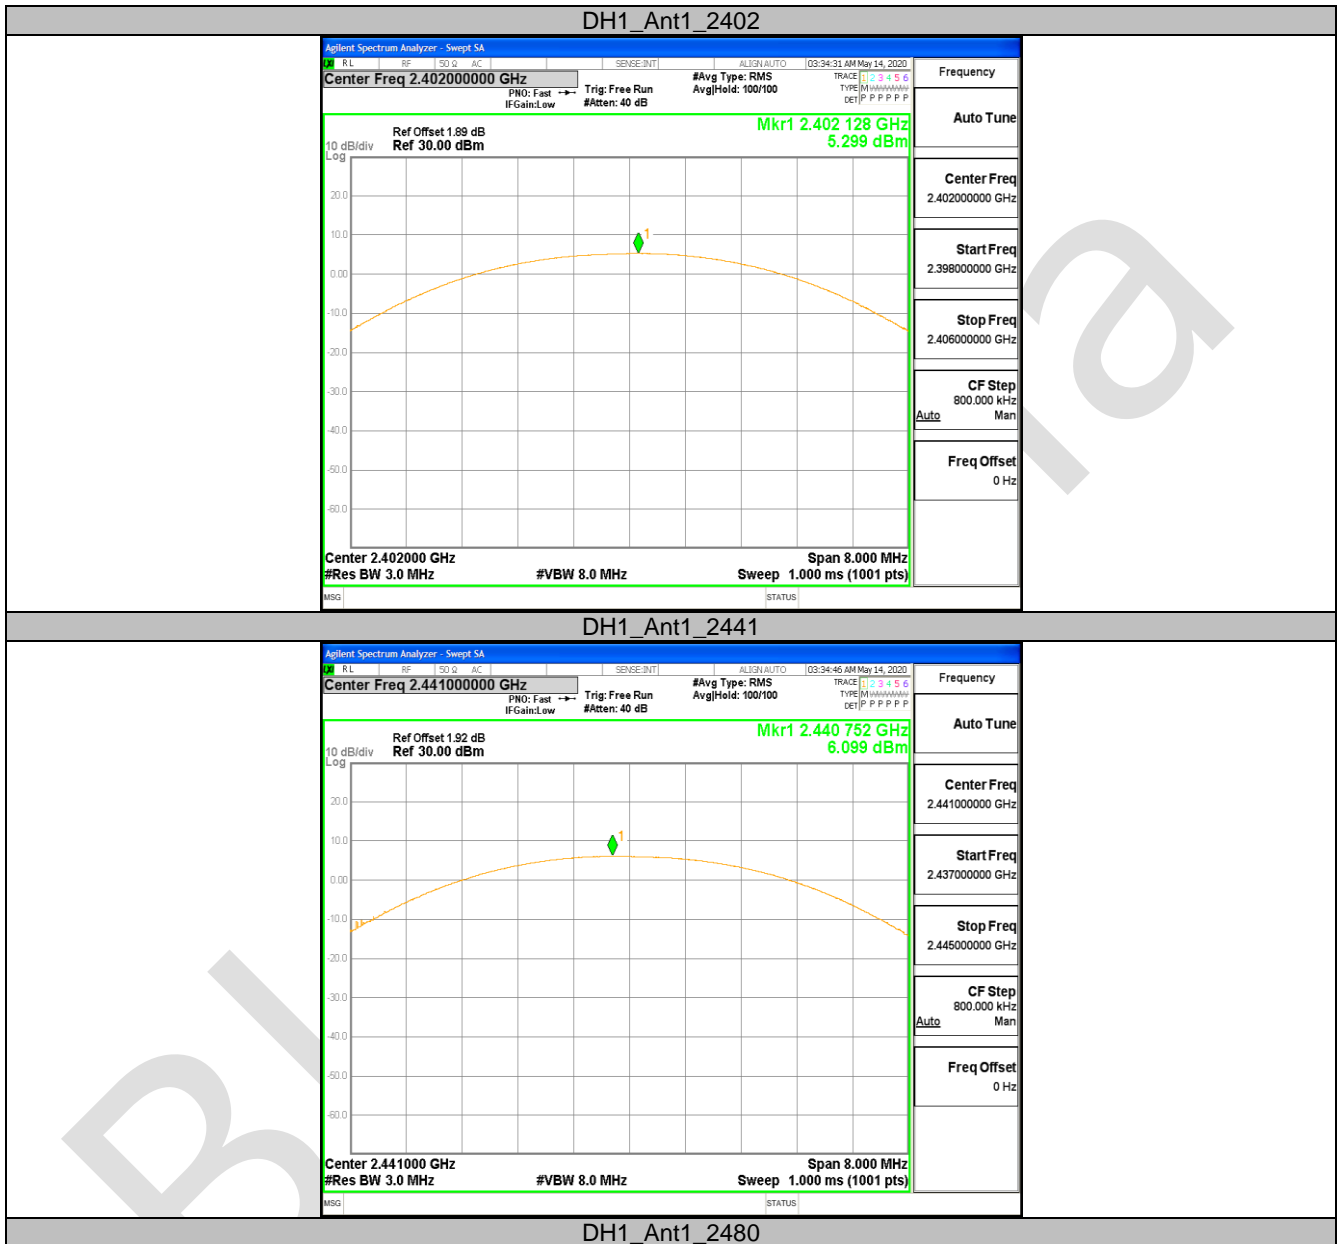 DH1_Ant1_2402
Agilent Spectrum Analyzer - Swept SA
RL RF 50 Ω AC SENSE:INT ALIGN AUTO 03:34:31 AM May 14, 2020
Center Freq 2.402000000 GHz
PNO: Fast
IFGain:Low
Trig: Free Run
#Atten: 40 dB
#Avg Type: RMS
Avg|Hold: 100/100
TRACE 1 2 3 4 5 6
TYPE M
DET P P P P P P
Mkr1 2.402 128 GHz
5.299 dBm
Ref Offset 1.89 dB
10 dB/div Ref 30.00 dBm
Log
20.0
10.0
0.00
-10.0
-20.0
-30.0
-40.0
-50.0
-60.0
1
Center 2.402000 GHz Span 8.000 MHz
#Res BW 3.0 MHz #VBW 8.0 MHz Sweep 1.000 ms (1001 pts)
MSG STATUS
Frequency
Auto Tune
Center Freq
2.402000000 GHz
Start Freq
2.398000000 GHz
Stop Freq
2.406000000 GHz
CF Step
800.000 kHz
Auto Man
Freq Offset
0 Hz
DH1_Ant1_2441
Agilent Spectrum Analyzer - Swept SA
RL RF 50 Ω AC SENSE:INT ALIGN AUTO 03:34:46 AM May 14, 2020
Center Freq 2.441000000 GHz
PNO: Fast
IFGain:Low
Trig: Free Run
#Atten: 40 dB
#Avg Type: RMS
Avg|Hold: 100/100
TRACE 1 2 3 4 5 6
TYPE M
DET P P P P P P
Mkr1 2.440 752 GHz
6.099 dBm
Ref Offset 1.92 dB
10 dB/div Ref 30.00 dBm
Log
20.0
10.0
0.00
-10.0
-20.0
-30.0
-40.0
-50.0
-60.0
1
Center 2.441000 GHz Span 8.000 MHz
#Res BW 3.0 MHz #VBW 8.0 MHz Sweep 1.000 ms (1001 pts)
MSG STATUS
Frequency
Auto Tune
Center Freq
2.441000000 GHz
Start Freq
2.437000000 GHz
Stop Freq
2.445000000 GHz
CF Step
800.000 kHz
Auto Man
Freq Offset
0 Hz
DH1_Ant1_2480